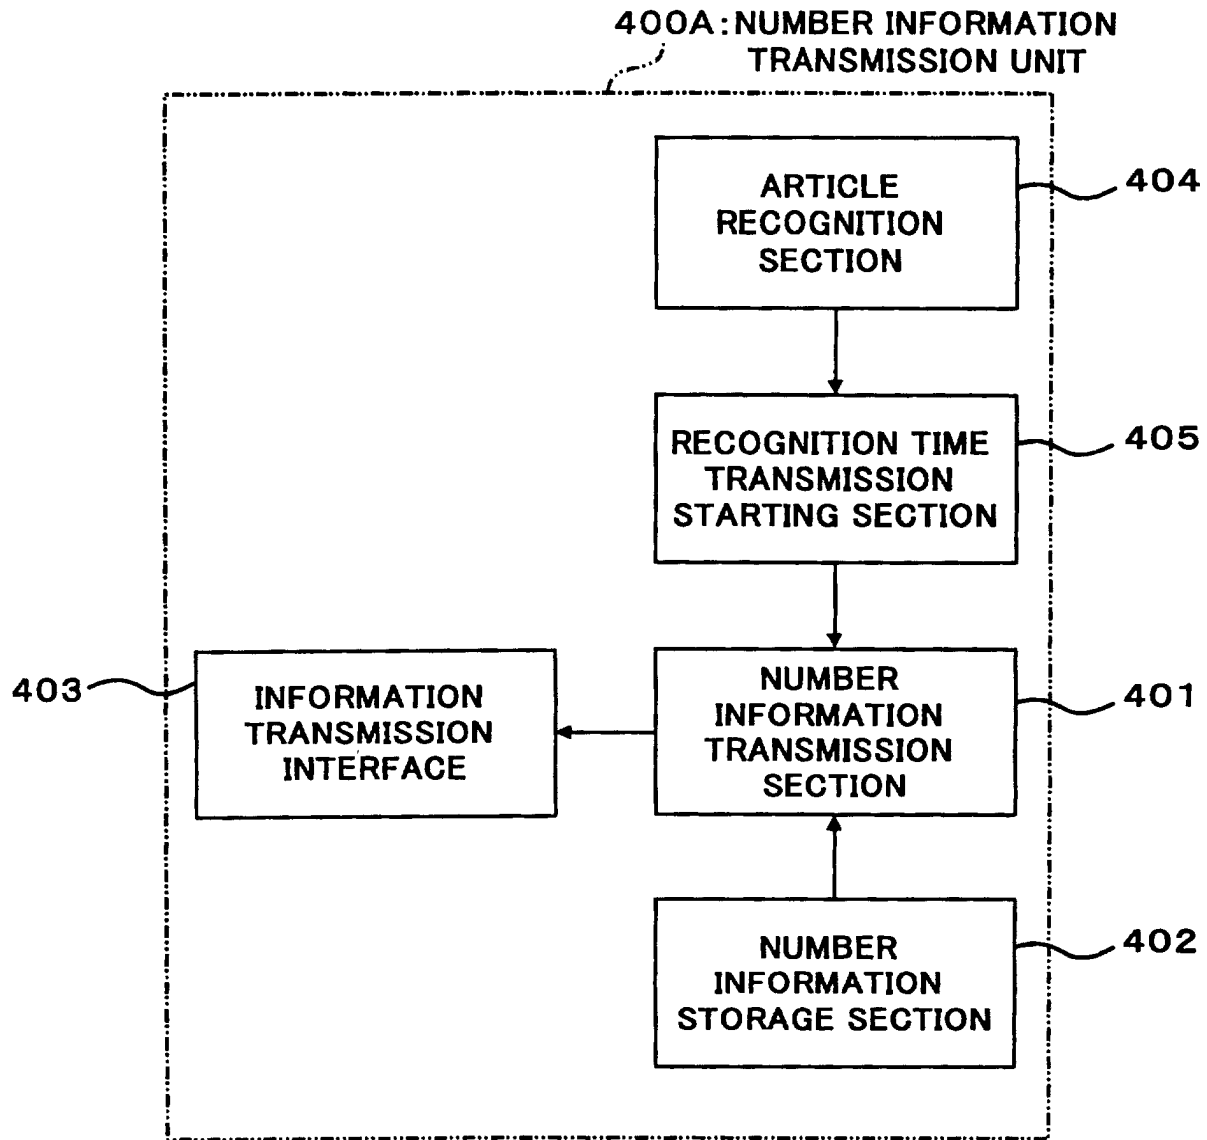 400A:NUMBER INFORMATION
TRANSMISSION UNIT
ARTICLE
RECOGNITION
SECTION
404
RECOGNITION TIME
TRANSMISSION
STARTING SECTION
405
403
INFORMATION
TRANSMISSION
INTERFACE
NUMBER
INFORMATION
TRANSMISSION
SECTION
401
NUMBER
INFORMATION
STORAGE SECTION
402